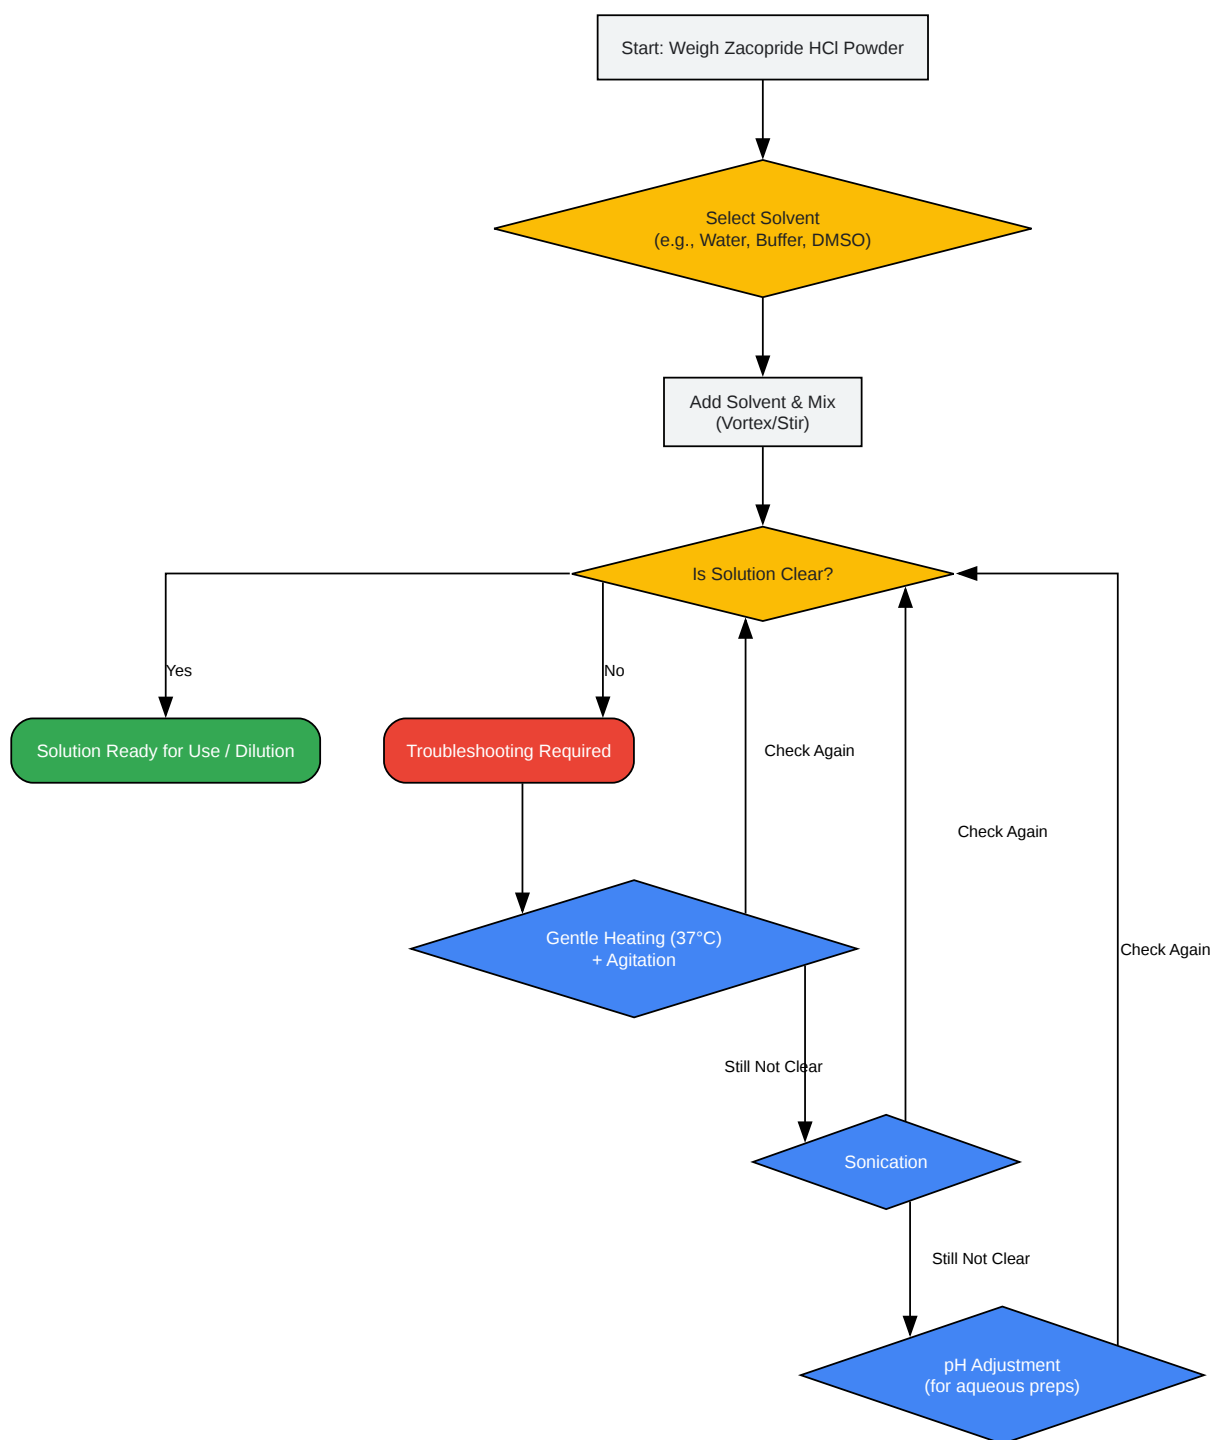 Start: Weigh Zacopride HCl Powder
Select Solvent
(e.g., Water, Buffer, DMSO)
Add Solvent & Mix
(Vortex/Stir)
Is Solution Clear?
Yes
No
Solution Ready for Use / Dilution
Troubleshooting Required
Check Again
Check Again
Gentle Heating (37°C)
+ Agitation
Check Again
Still Not Clear
Sonication
Still Not Clear
pH Adjustment
(for aqueous preps)